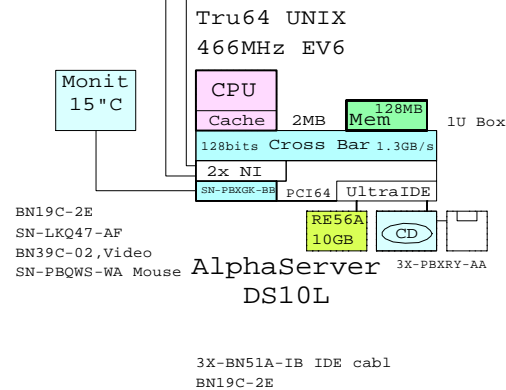 Tru64 UNIX
466MHz EV6
Monit
15"C
CPU
Cache
2MB
128MB
Mem
1U Box
128bits Cross Bar 1.3GB/s
2x NI
SN-PBXGK-BB
PCI64
UltraIDE
BN19C-2E
SN-LKQ47-AF
BN39C-02,Video
SN-PBQWS-WA Mouse
RE56A
10GB
CD
3X-PBXRY-AA
AlphaServer
DS10L
3X-BN51A-IB IDE cabl
BN19C-2E